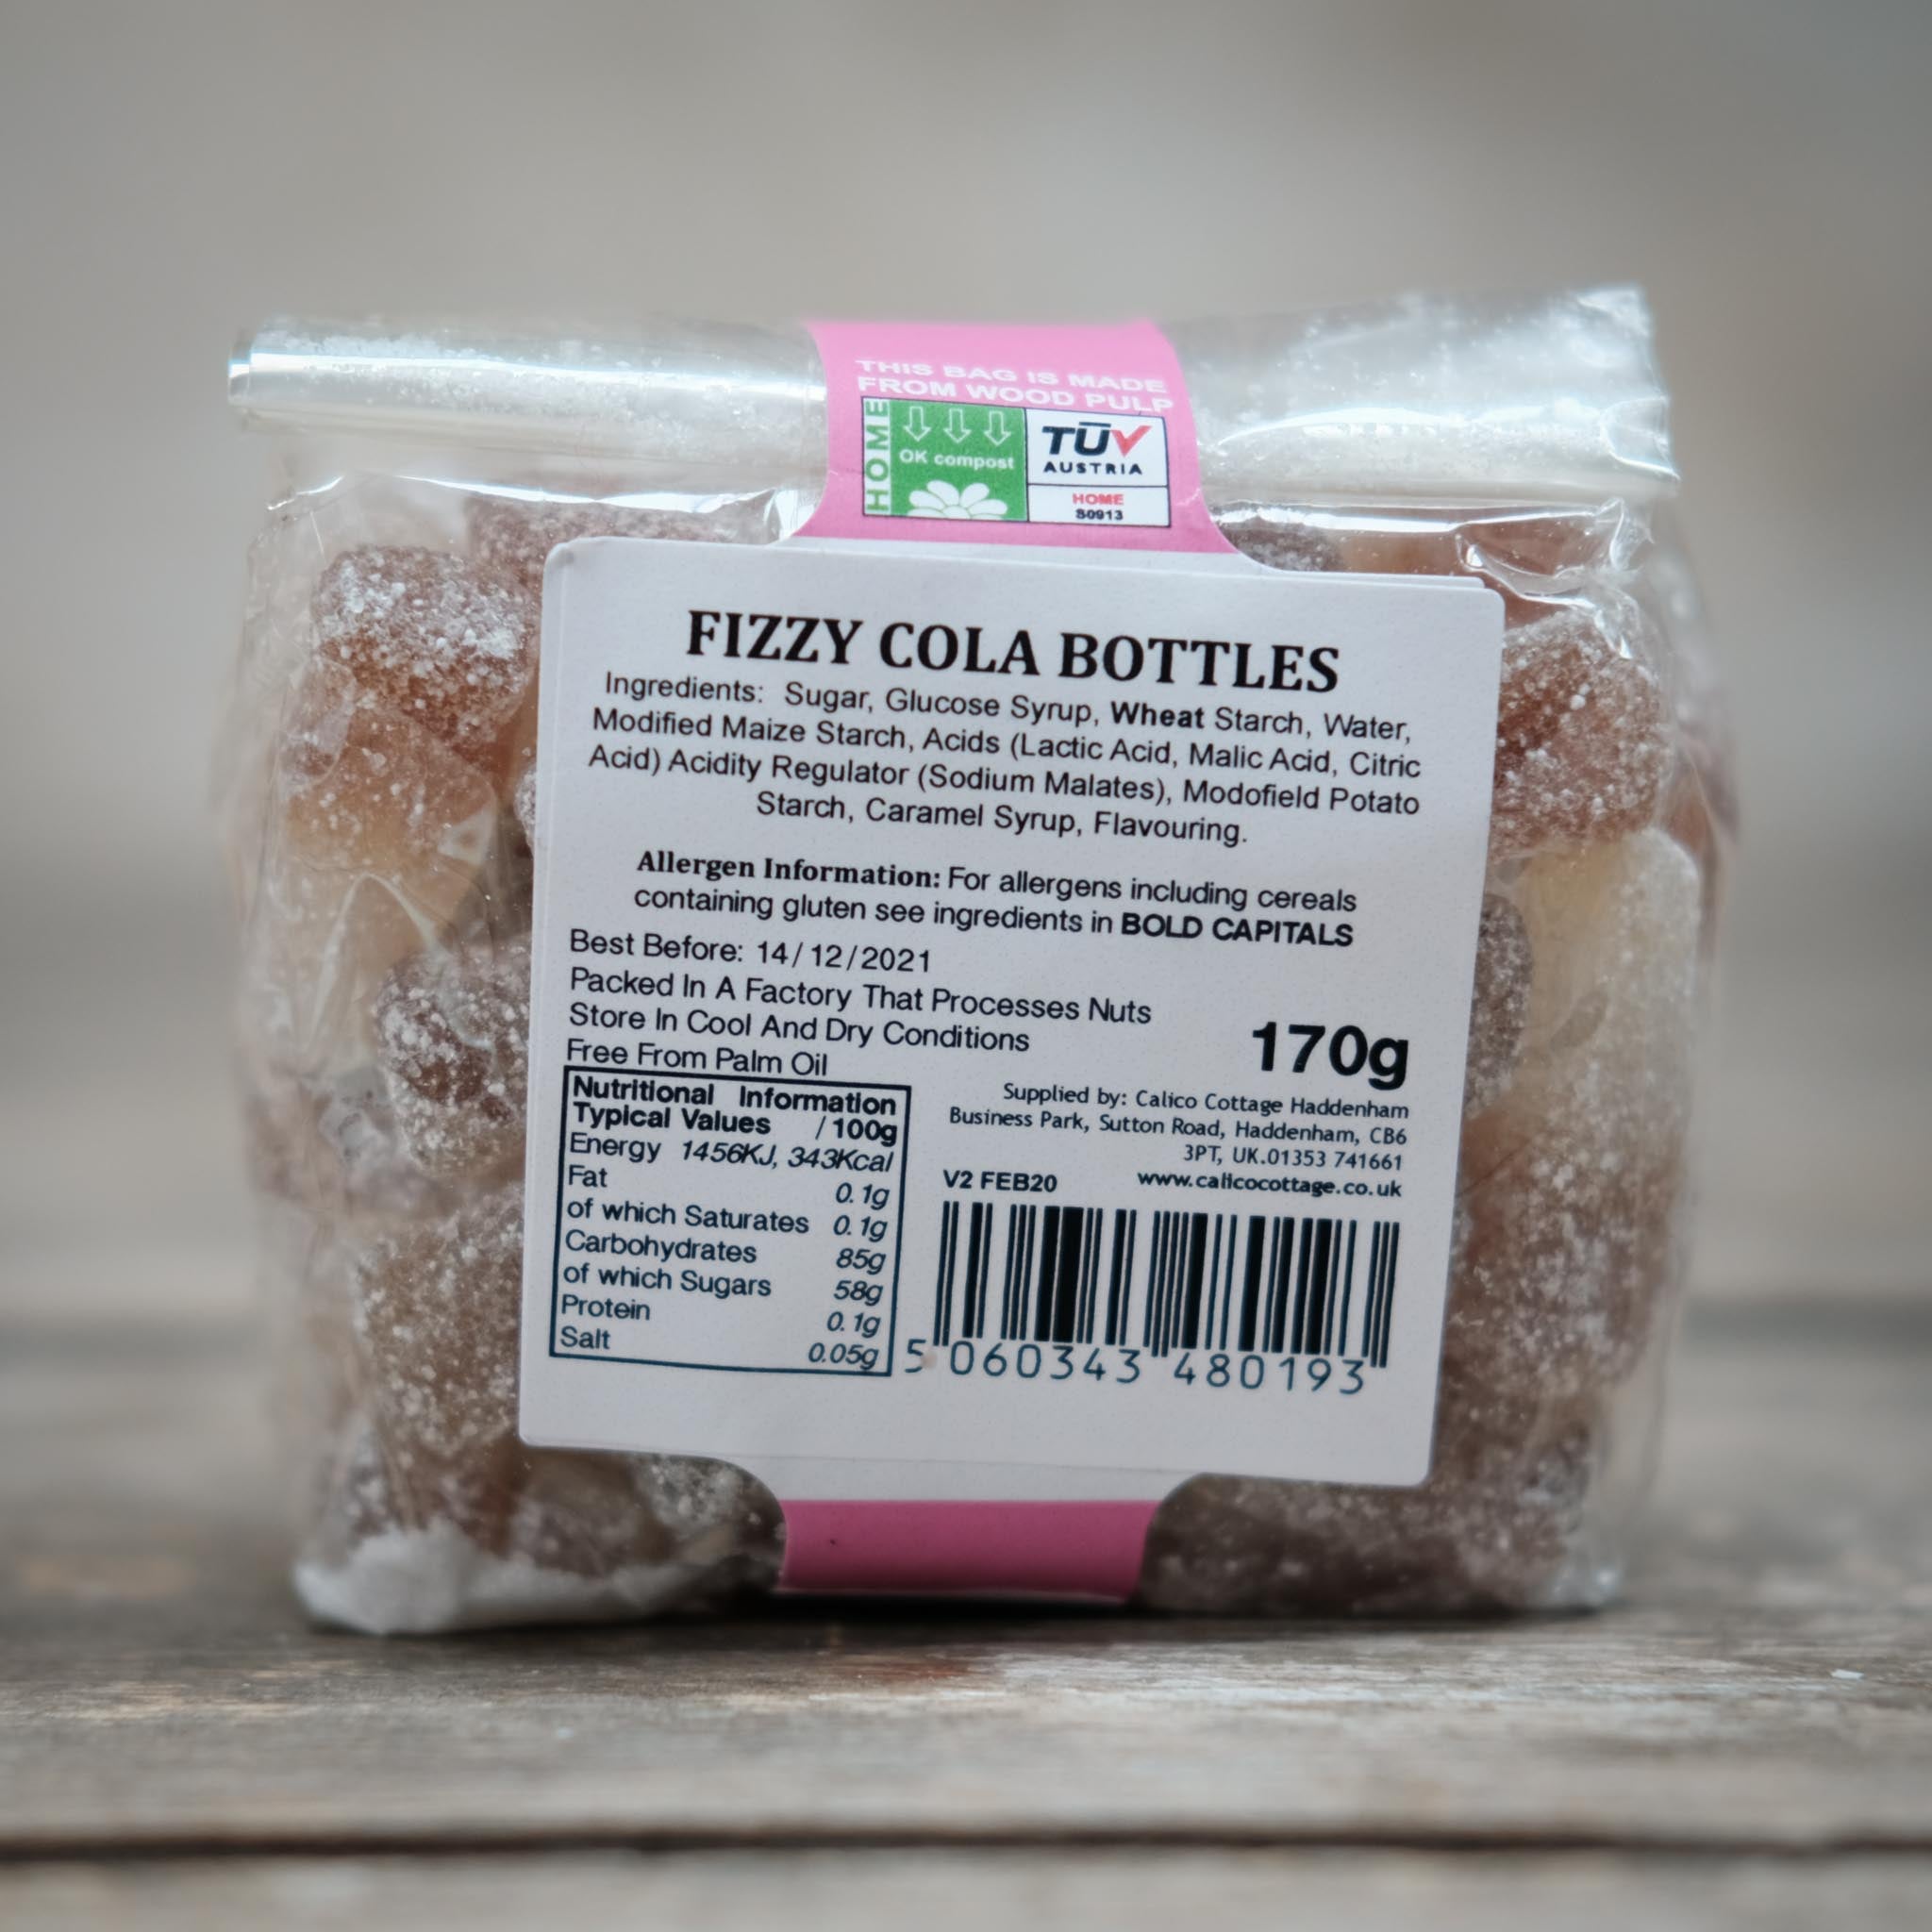 THIS BAG IS MADE
FROM WOOD PULP
HOME
OK compost
TÜV
AUSTRIA
HOME
S0913
FIZZY COLA BOTTLES
Ingredients: Sugar, Glucose Syrup, Wheat Starch, Water,
Modified Maize Starch, Acids (Lactic Acid, Malic Acid, Citric
Acid) Acidity Regulator (Sodium Malates), Modofield Potato
Starch, Caramel Syrup, Flavouring.
Allergen Information: For allergens including cereals
containing gluten see ingredients in BOLD CAPITALS
Best Before: 14/12/2021
Packed In A Factory That Processes Nuts
Store In Cool And Dry Conditions
Free From Palm Oil
170g
Nutritional Information
Typical Values /100g
Energy 1456KJ, 343Kcal
Fat 0.1g
of which Saturates 0.1g
Carbohydrates 85g
of which Sugars 58g
Protein 0.1g
Salt 0.05g
Supplied by: Calico Cottage Haddenham
Business Park, Sutton Road, Haddenham, CB6
3PT, UK.01353 741661
www.calicocottage.co.uk
V2 FEB20
5 060343 480193